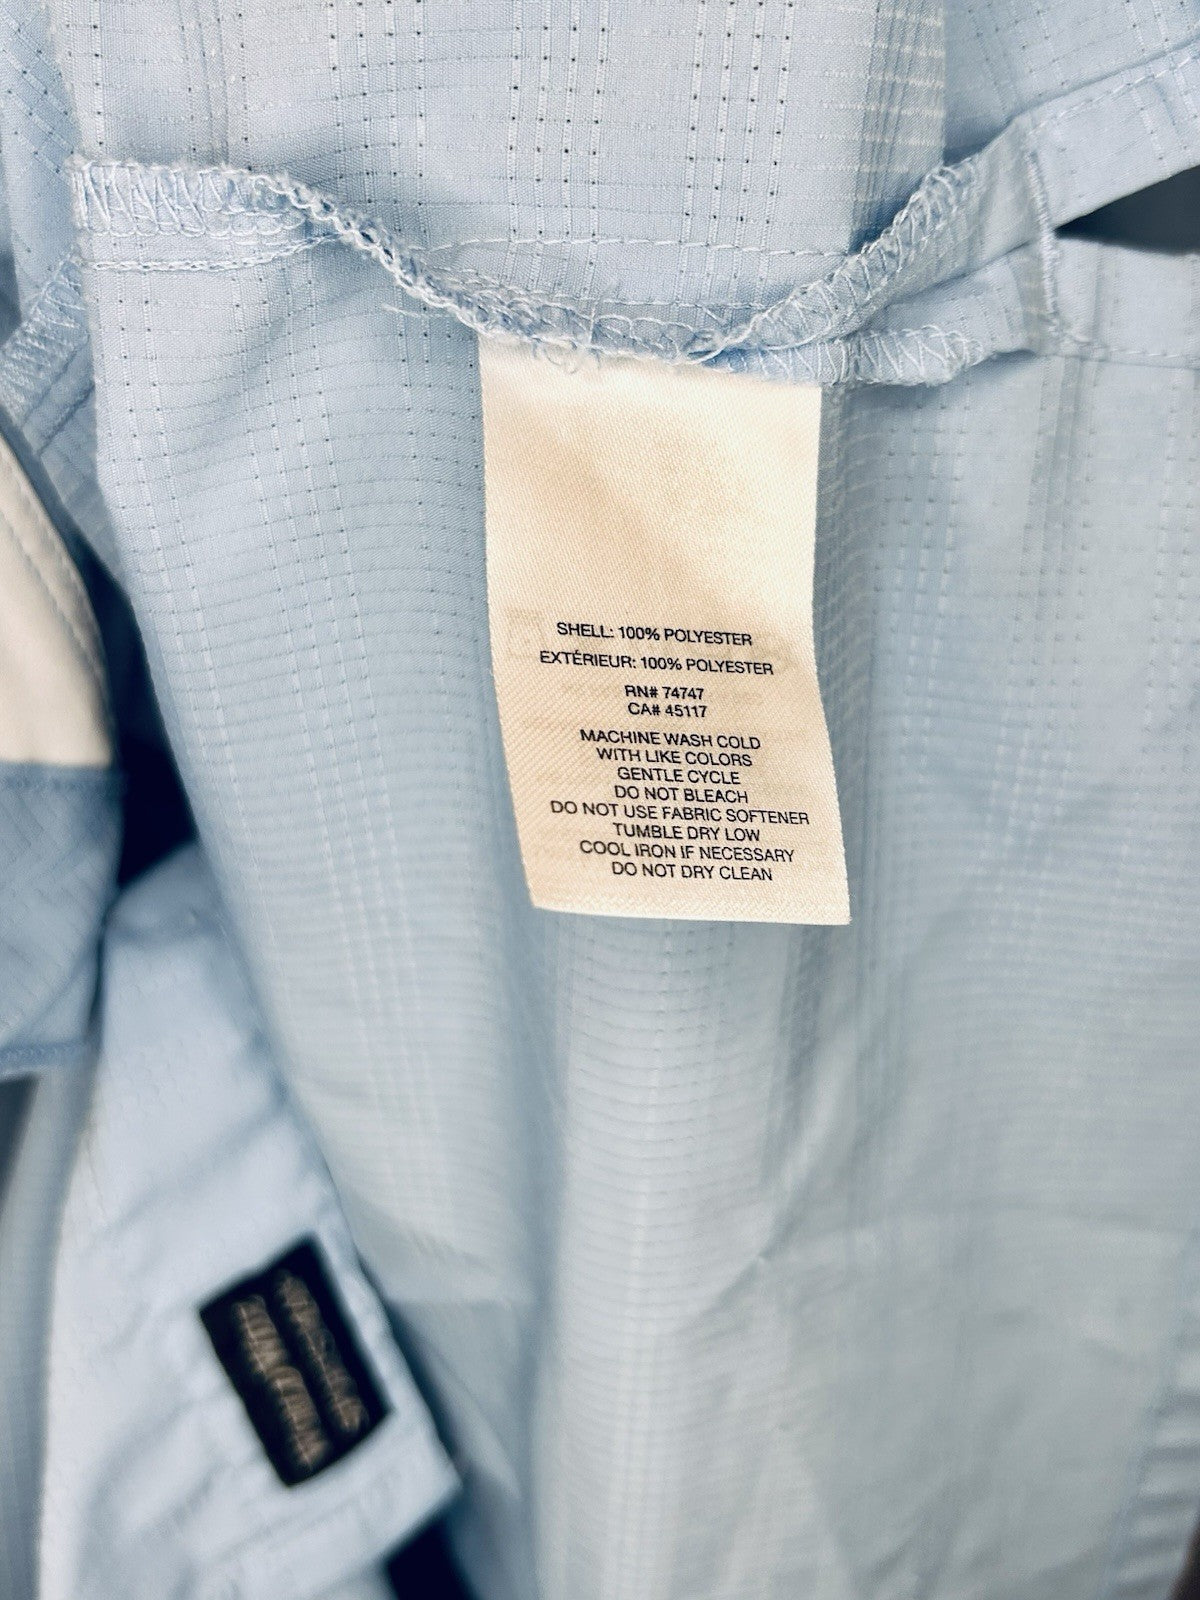 SHELL: 100% POLYESTER
EXTÉRIEUR: 100% POLYESTER
RN# 74747
CA# 45117
MACHINE WASH COLD
WITH LIKE COLORS
GENTLE CYCLE
DO NOT BLEACH
DO NOT USE FABRIC SOFTENER
TUMBLE DRY LOW
COOL IRON IF NECESSARY
DO NOT DRY CLEAN